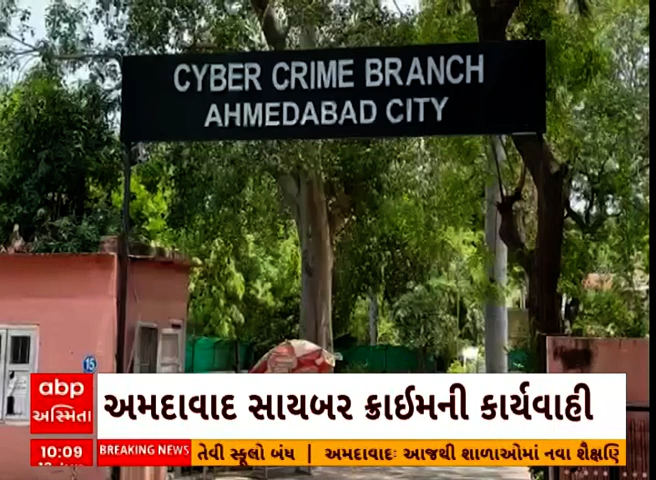 CYBER CRIME BRANCH
AHMEDABAD CITY
15
abp
અસ્મિતા
અમદાવાદ સાયબર ક્રાઈમની કાર્યવાહી
10:09
BREAKING NEWS
તેવી સ્કૂલો બંધ | અમદાવાદઃ આજથી શાળાઓમાં નવા શૈક્ષણિ